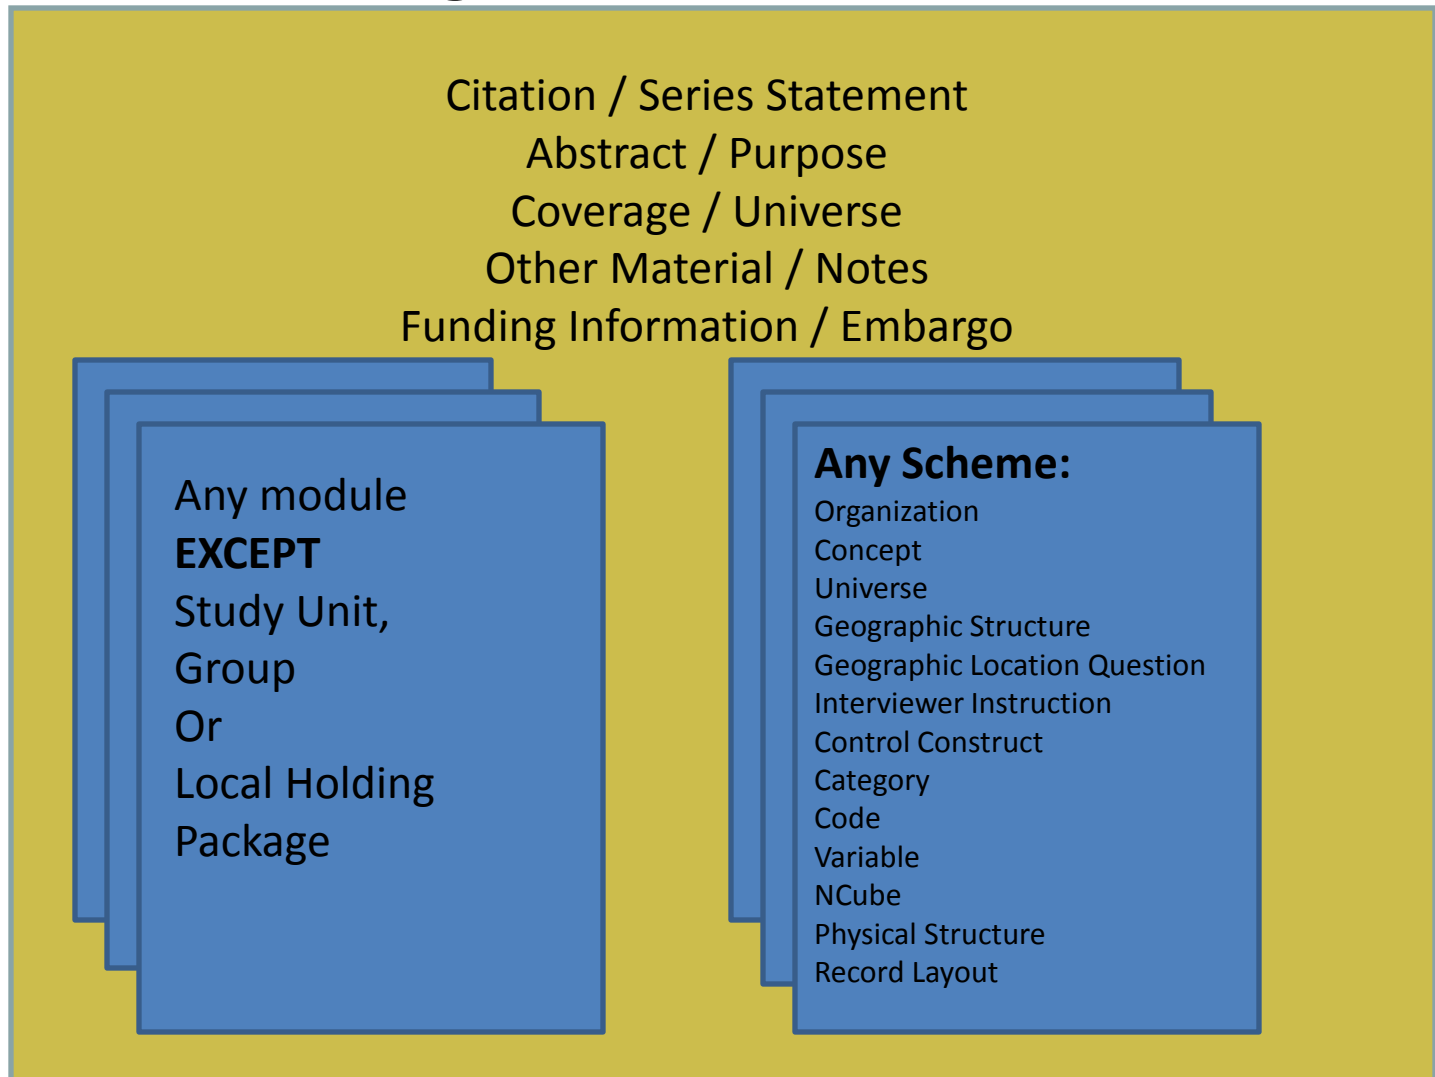 Citation / Series Statement
Abstract / Purpose
Coverage / Universe
Other Material / Notes
Funding Information / Embargo
Any module
EXCEPT
Study Unit,
Group
Or
Local Holding
Package
Any Scheme:
Organization
Concept
Universe
Geographic Structure
Geographic Location Question
Interviewer Instruction
Control Construct
Category
Code
Variable
NCube
Physical Structure
Record Layout